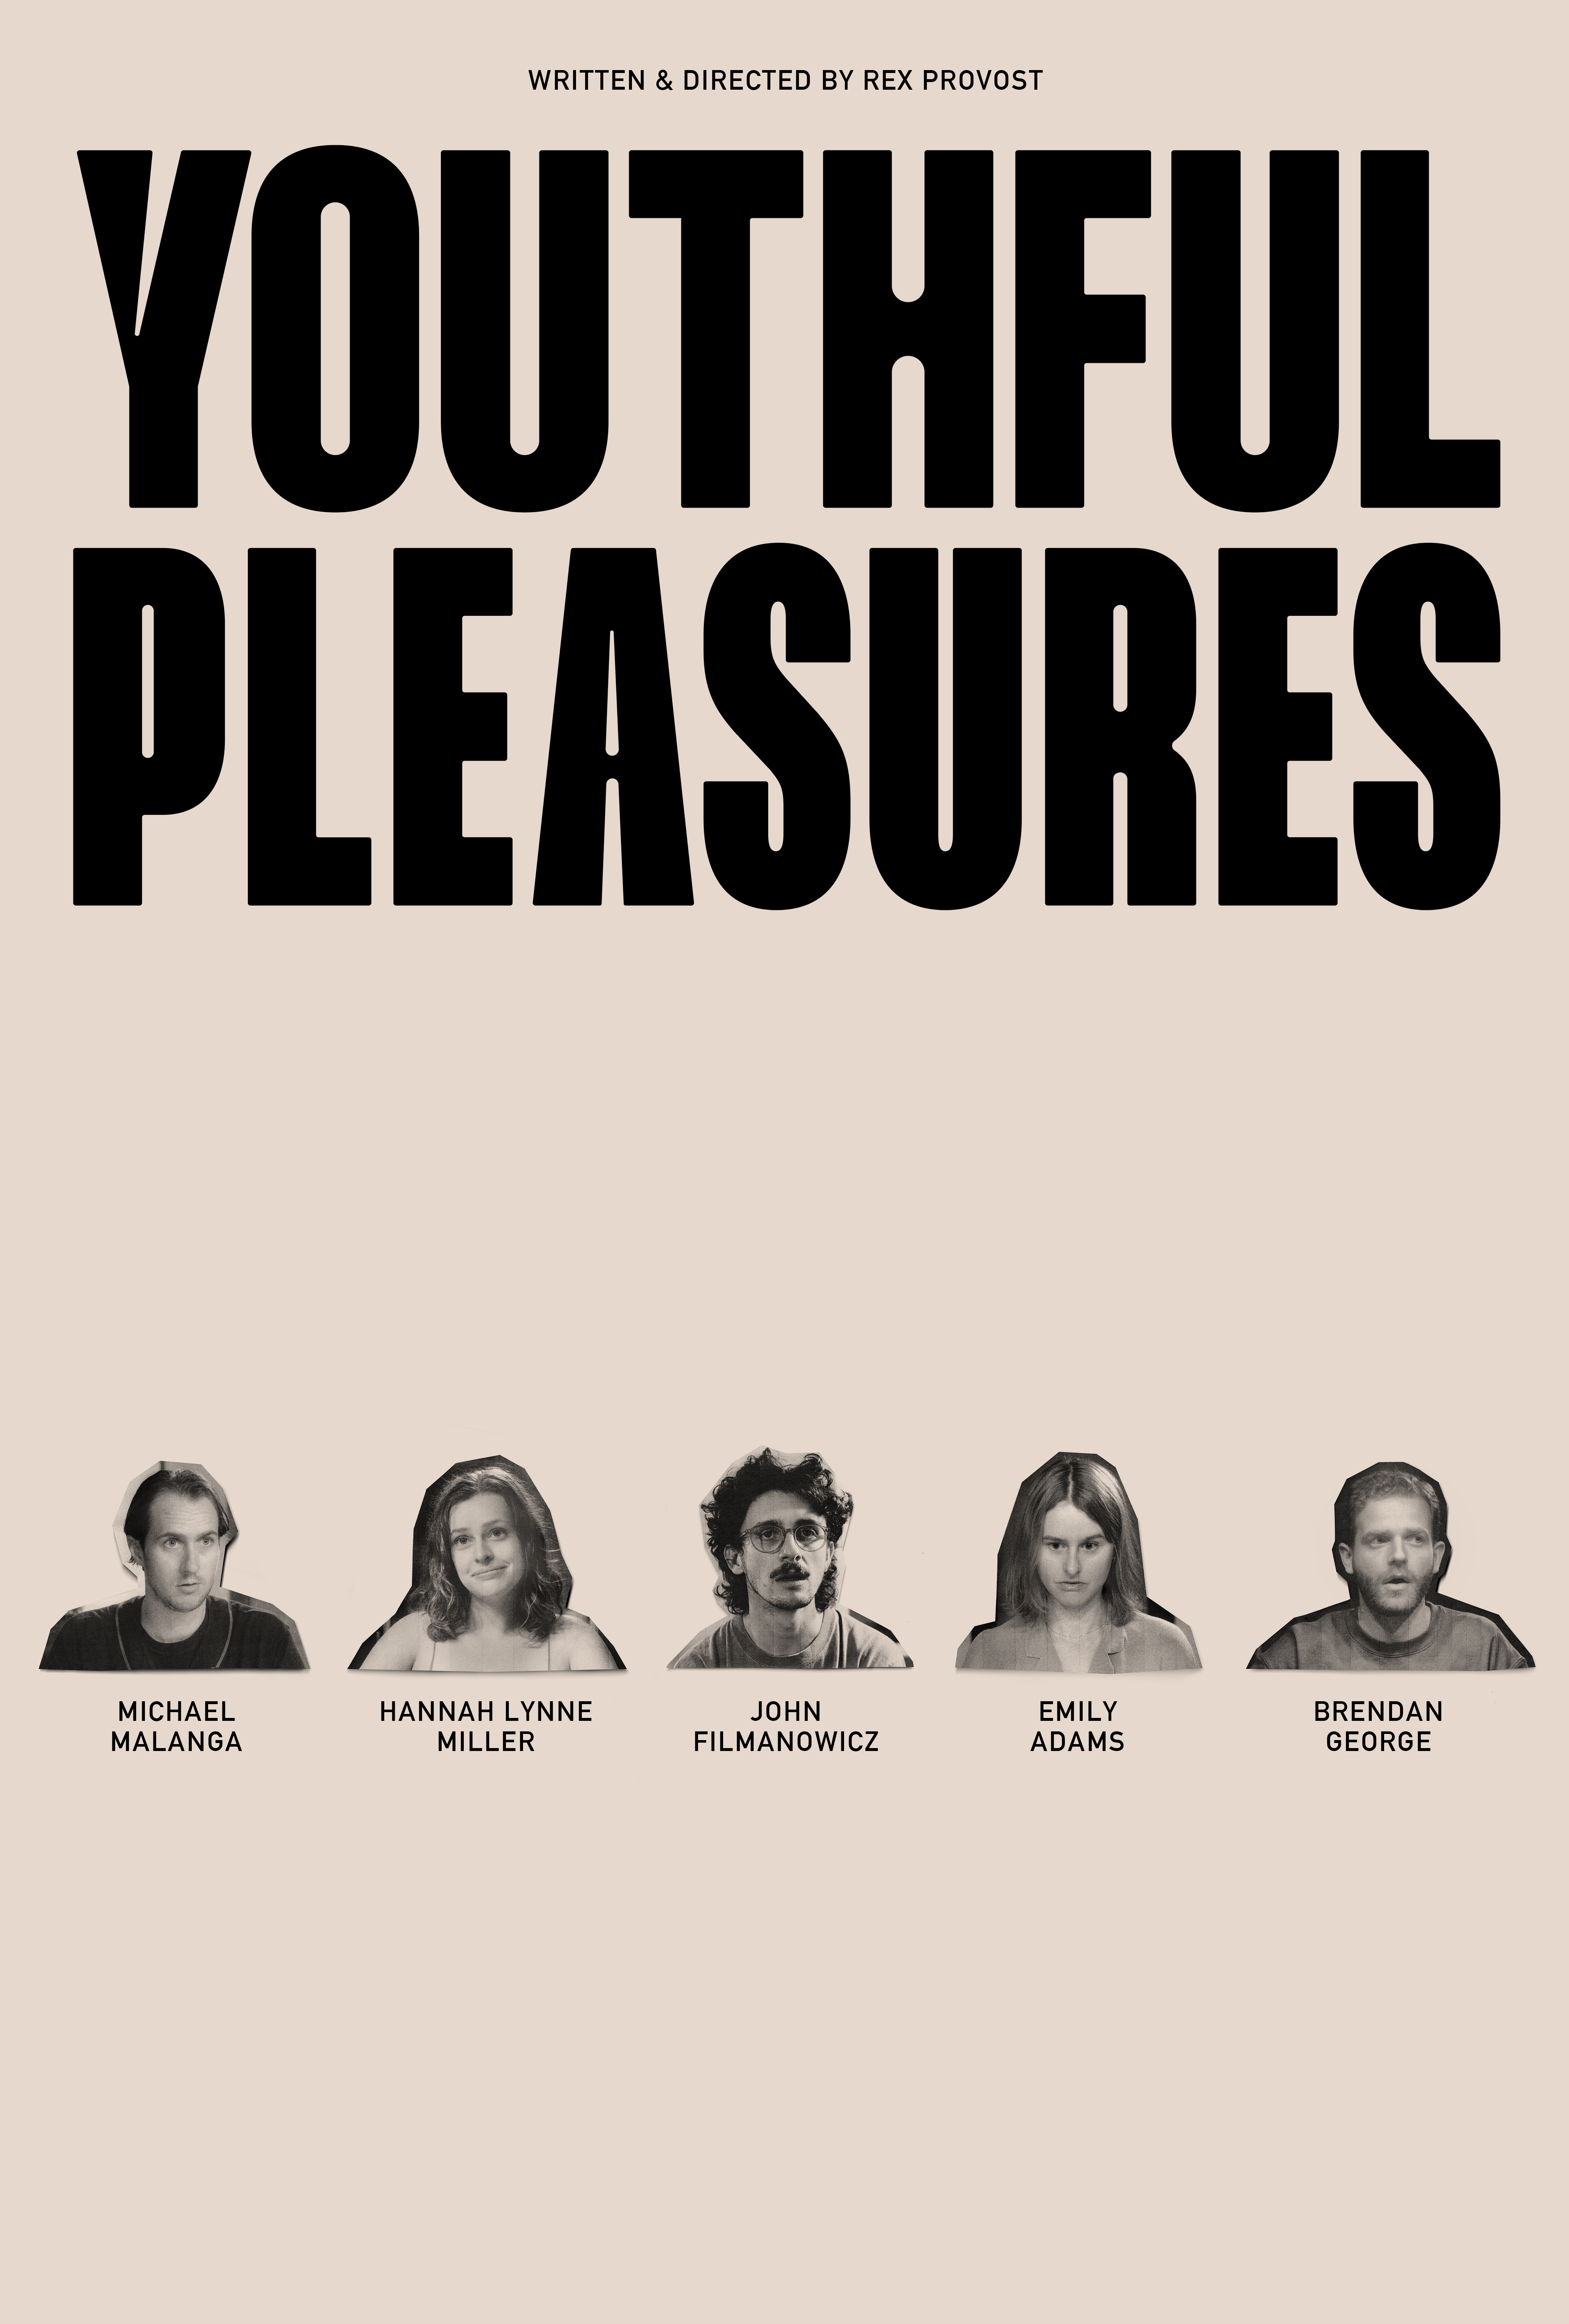 WRITTEN & DIRECTED BY REX PROVOST
YOUTHFUL
PLEASURES
MICHAEL
MALANGA
HANNAH LYNNE
MILLER
JOHN
FILMANOWICZ
EMILY
ADAMS
BRENDAN
GEORGE